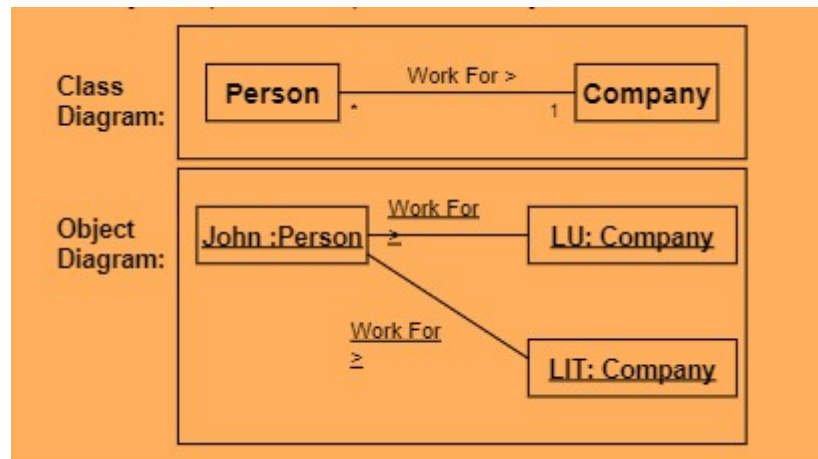 Class
Diagram:
Person
Work For >
Company
*
1
Object
Diagram:
John :Person
Work For
>
LU: Company
Work For
>
LIT: Company